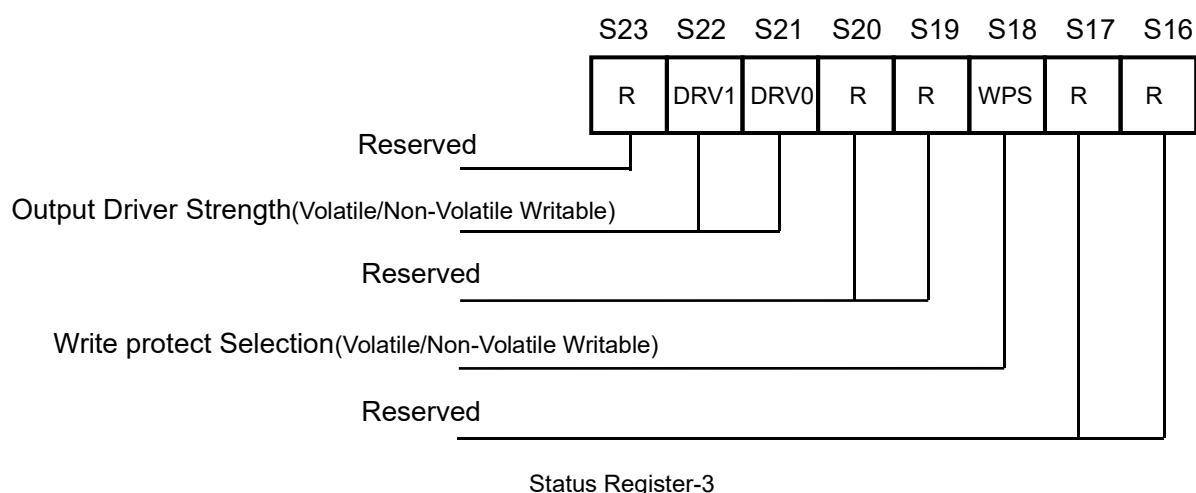 S23 S22 S21 S20 S19 S18 S17 S16
R DRV1 DRV0 R R WPS R R
Reserved
Output Driver Strength(Volatile/Non-Volatile Writable)
Reserved
Write protect Selection(Volatile/Non-Volatile Writable)
Reserved
Status Register-3